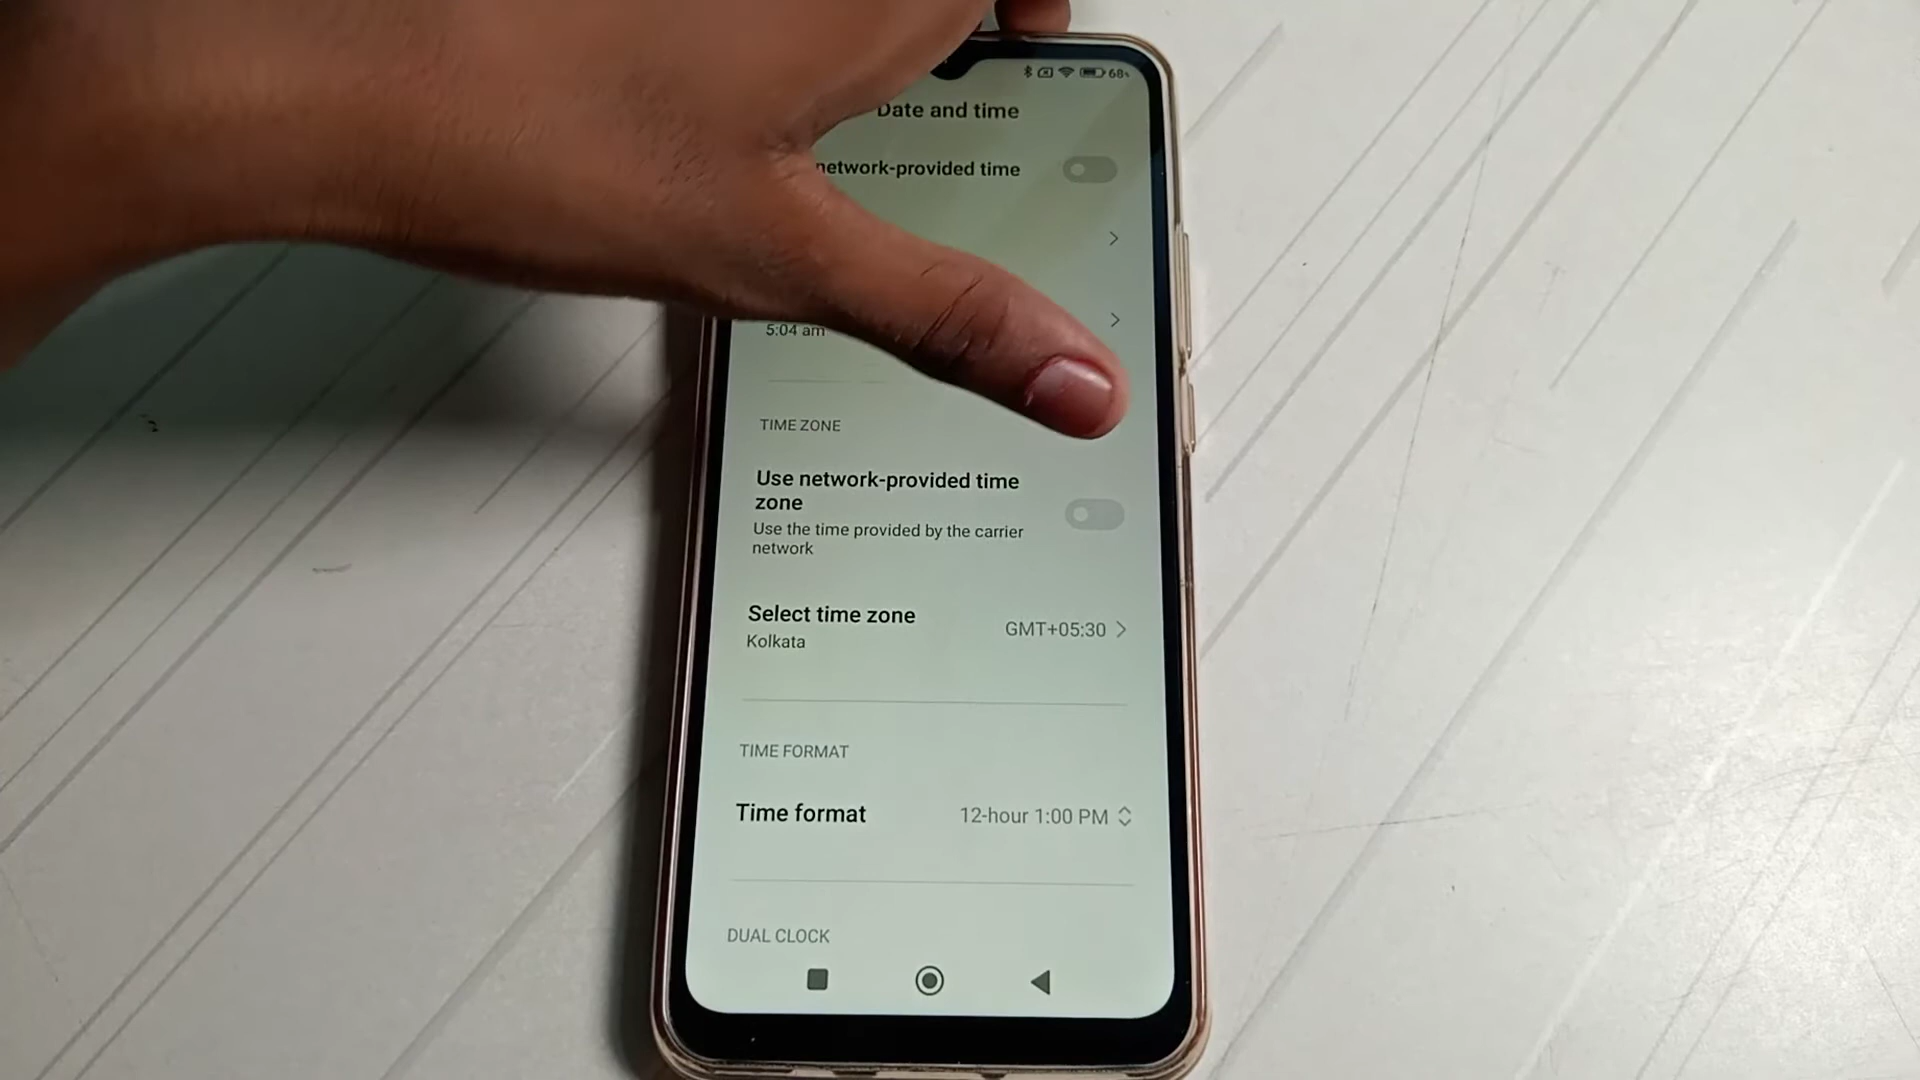 68%
Date and time
network-provided time
5:04 am
TIME ZONE
Use network-provided time
zone
Use the time provided by the carrier
network
Select time zone
GMT+05:30
Kolkata
TIME FORMAT
Time format
12-hour 1:00 PM
DUAL CLOCK